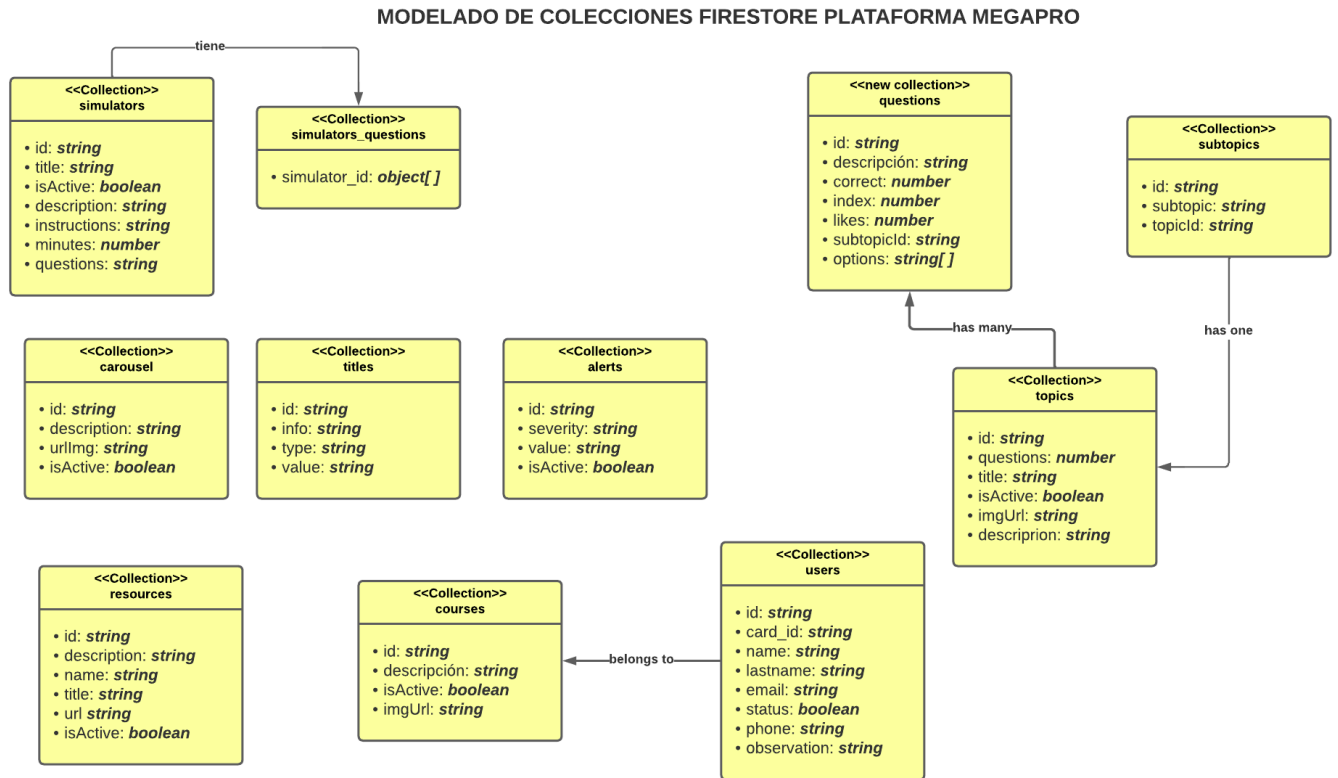 MODELADO DE COLECCIONES FIRESTORE PLATAFORMA MEGAPRO
tiene
<<Collection>>
simulators
• id: string
• title: string
• isActive: boolean
• description: string
• instructions: string
• minutes: number
• questions: string
<<Collection>>
simulators_questions
• simulator_id: object[ ]
<<new collection>>
questions
• id: string
• descripción: string
• correct: number
• index: number
• likes: number
• subtopicId: string
• options: string[ ]
<<Collection>>
subtopics
• id: string
• subtopic: string
• topicId: string
has many
has one
<<Collection>>
carousel
• id: string
• description: string
• urlImg: string
• isActive: boolean
<<Collection>>
titles
• id: string
• info: string
• type: string
• value: string
<<Collection>>
alerts
• id: string
• severity: string
• value: string
• isActive: boolean
<<Collection>>
topics
• id: string
• questions: number
• title: string
• isActive: boolean
• imgUrl: string
• descriprion: string
<<Collection>>
resources
• id: string
• description: string
• name: string
• title: string
• url string
• isActive: boolean
<<Collection>>
courses
• id: string
• descripción: string
• isActive: boolean
• imgUrl: string
belongs to
<<Collection>>
users
• id: string
• card_id: string
• name: string
• lastname: string
• email: string
• status: boolean
• phone: string
• observation: string